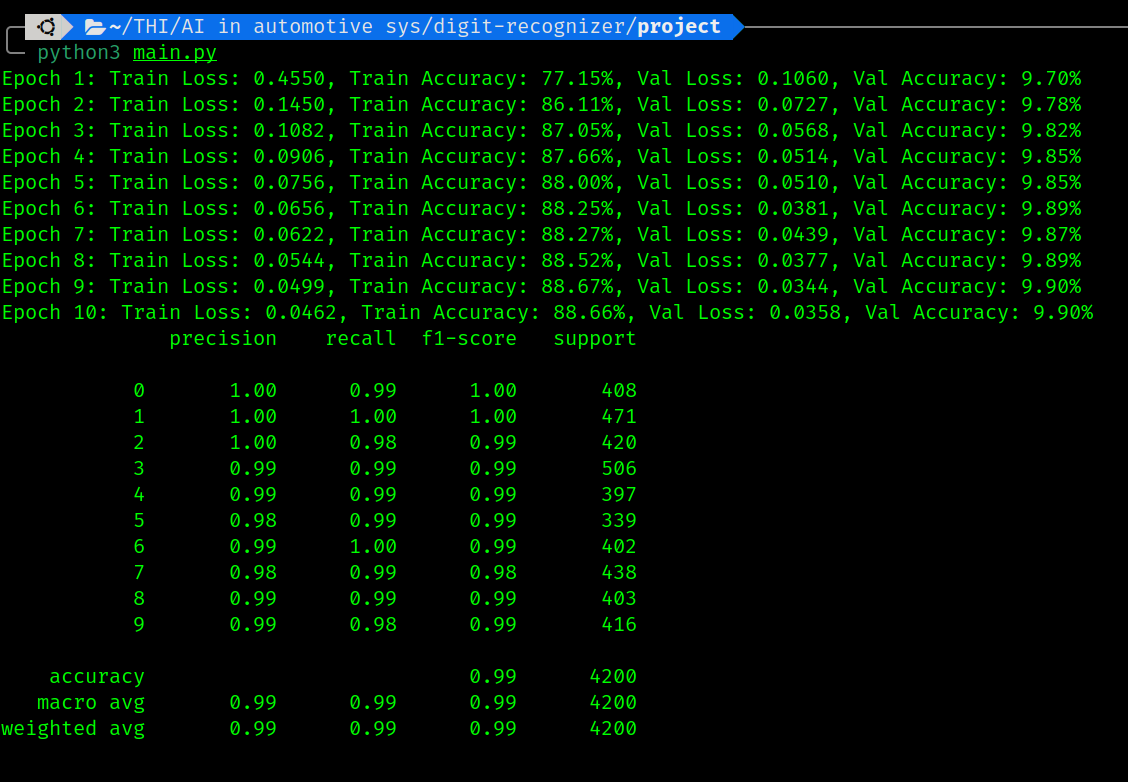 ~/THI/AI in automotive sys/digit-recognizer/project
python3 main.py
Epoch 1: Train Loss: 0.4550, Train Accuracy: 77.15%, Val Loss: 0.1060, Val Accuracy: 9.70%
Epoch 2: Train Loss: 0.1450, Train Accuracy: 86.11%, Val Loss: 0.0727, Val Accuracy: 9.78%
Epoch 3: Train Loss: 0.1082, Train Accuracy: 87.05%, Val Loss: 0.0568, Val Accuracy: 9.82%
Epoch 4: Train Loss: 0.0906, Train Accuracy: 87.66%, Val Loss: 0.0514, Val Accuracy: 9.85%
Epoch 5: Train Loss: 0.0756, Train Accuracy: 88.00%, Val Loss: 0.0510, Val Accuracy: 9.85%
Epoch 6: Train Loss: 0.0656, Train Accuracy: 88.25%, Val Loss: 0.0381, Val Accuracy: 9.89%
Epoch 7: Train Loss: 0.0622, Train Accuracy: 88.27%, Val Loss: 0.0439, Val Accuracy: 9.87%
Epoch 8: Train Loss: 0.0544, Train Accuracy: 88.52%, Val Loss: 0.0377, Val Accuracy: 9.89%
Epoch 9: Train Loss: 0.0499, Train Accuracy: 88.67%, Val Loss: 0.0344, Val Accuracy: 9.90%
Epoch 10: Train Loss: 0.0462, Train Accuracy: 88.66%, Val Loss: 0.0358, Val Accuracy: 9.90%
precision recall f1-score support
0 1.00 0.99 1.00 408
1 1.00 1.00 1.00 471
2 1.00 0.98 0.99 420
3 0.99 0.99 0.99 506
4 0.99 0.99 0.99 397
5 0.98 0.99 0.99 339
6 0.99 1.00 0.99 402
7 0.98 0.99 0.98 438
8 0.99 0.99 0.99 403
9 0.99 0.98 0.99 416
accuracy 0.99 4200
macro avg 0.99 0.99 0.99 4200
weighted avg 0.99 0.99 0.99 4200